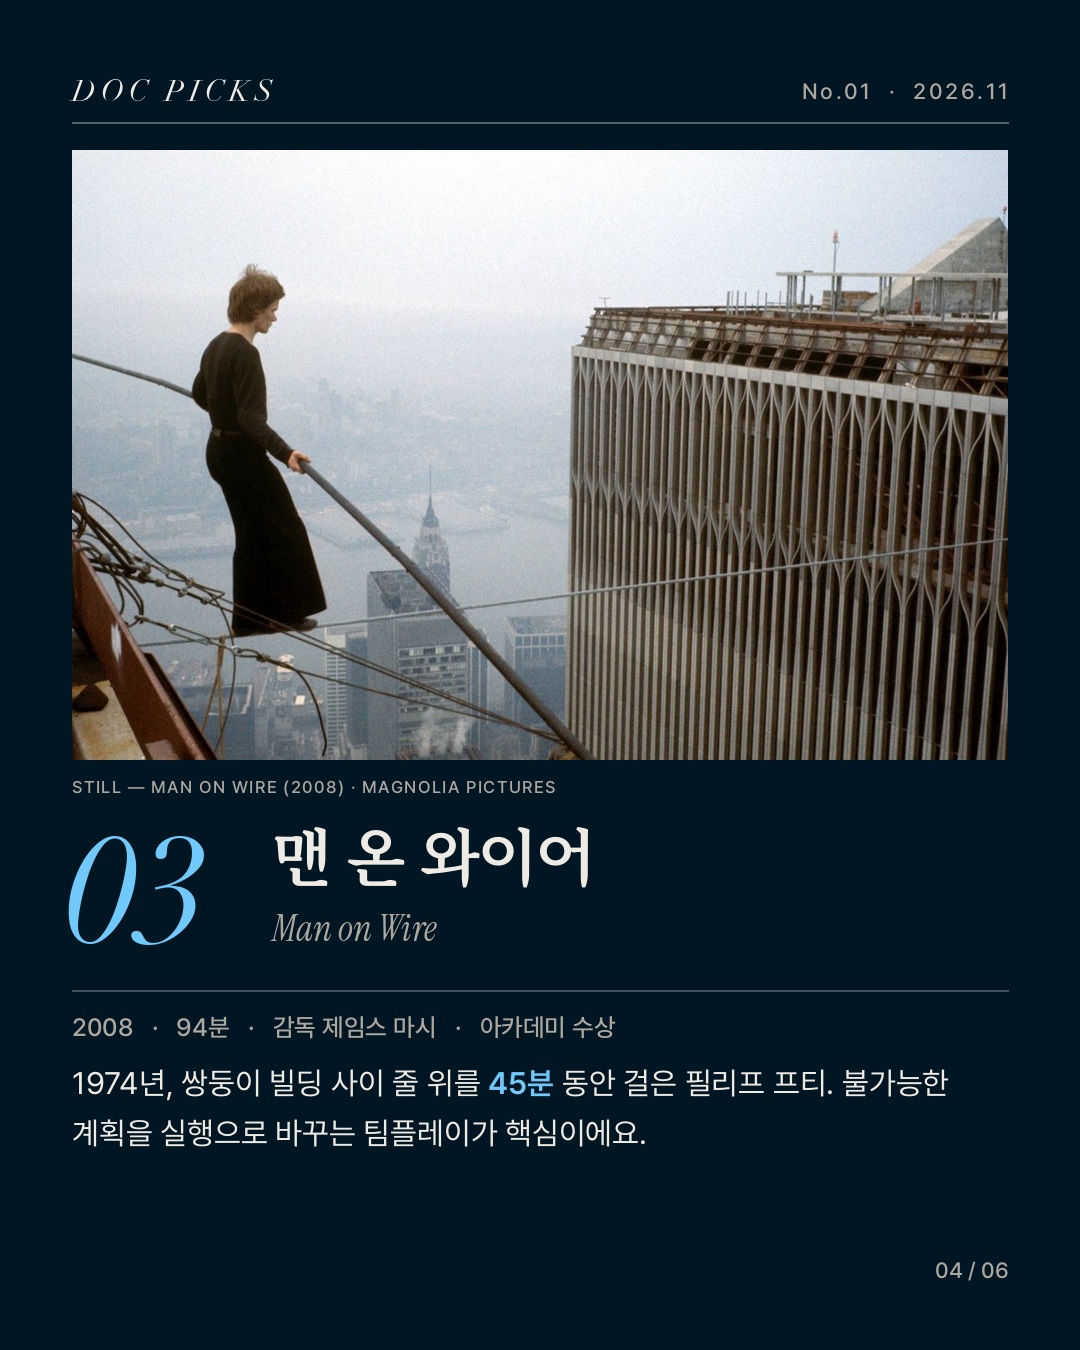 DOC PICKS
No.01 · 2026.11
STILL — MAN ON WIRE (2008) · MAGNOLIA PICTURES
03
맨 온 와이어
Man on Wire
2008 · 94분 · 감독 제임스 마시 · 아카데미 수상
1974년, 쌍둥이 빌딩 사이 줄 위를 45분 동안 걸은 필리프 프티. 불가능한
계획을 실행으로 바꾸는 팀플레이가 핵심이에요.
04 / 06